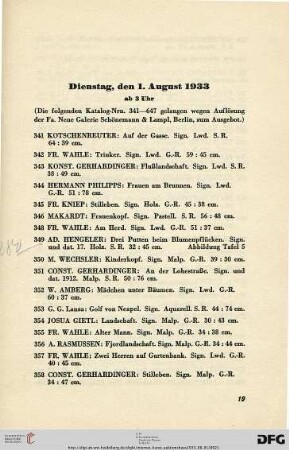 Dienstag, den 1. August 1933
ab 3 Uhr
(Die folgenden Katalog-Nrn. 341—647 gelangen wegen Auflösung
der Fa. Neue Galerie Schönemann & Lampl, Berlin, zum Ausgebot.)
341 KOTSCHENREUTER: Auf der Gasse. Sign. Lwd. S. R.
64 : 39 cm.
342 FR. WAHLE: Trinker. Sign. Lwd. G.-R. 59 : 45 cm.
343 CONST. GERHARDINGER: Flußlandschaft. Sign. Lwd. S. R.
38 : 49 cm.
344 HERMANN PHILIPPS: Frauen am Brunnen. Sign. Lwd.
G.-R. 51 : 78 cm.
345 FR. KNIEP: Stilleben. Sign. Holz. G.-R. 45 : 38 cm.
346 MAKARDT: Frauenkopf. Sign. Pastell. S. R. 56 : 48 cm.
348 FR. WAHLE: Am Herd. Sign. Lwd G.-R. 51 : 37 cm.
349 AD. HENGELER: Drei Putten beim Blumenpflücken. Sign.
und dat. 17. Holz. S. R. 32 : 45 cm. Abbildung Tafel 5
350 M. WECHSLER: Kinderkopf. Sign. Malp. G.-R. 39 : 30 cm.
351 CONST. GERHARDINGER: An der Lohestraße. Sign. und
dat. 1912. Malp. S. R. 50 : 76 cm.
352 W. AMBERG: Mädchen unter Bäumen. Sign. Lwd. G.-R.
60 : 37 cm.
353 G. G. Lanza: Golf von Neapel. Sign. Aquarell. S. R. 44 : 74 cm.
354 JOSUA GIETL: Landschaft. Sign. Malp. G.-R. 30 : 43 cm.
355 FR. WAHLE: Alter Mann. Sign. Malp. G.-R. 34 : 38 cm.
356 A. RASMUSSEN: Fjordlandschaft. Sign. Malp. G.-R. 34 : 44 cm.
357 FR. WAHLE: Zwei Herren auf Gartenbank. Sign. Lwd. G.-R.
40 : 45 cm.
358 CONST. GERHARDINGER: Stilleben. Sign. Malp. G.-R.
34 : 47 cm.
19
DFG